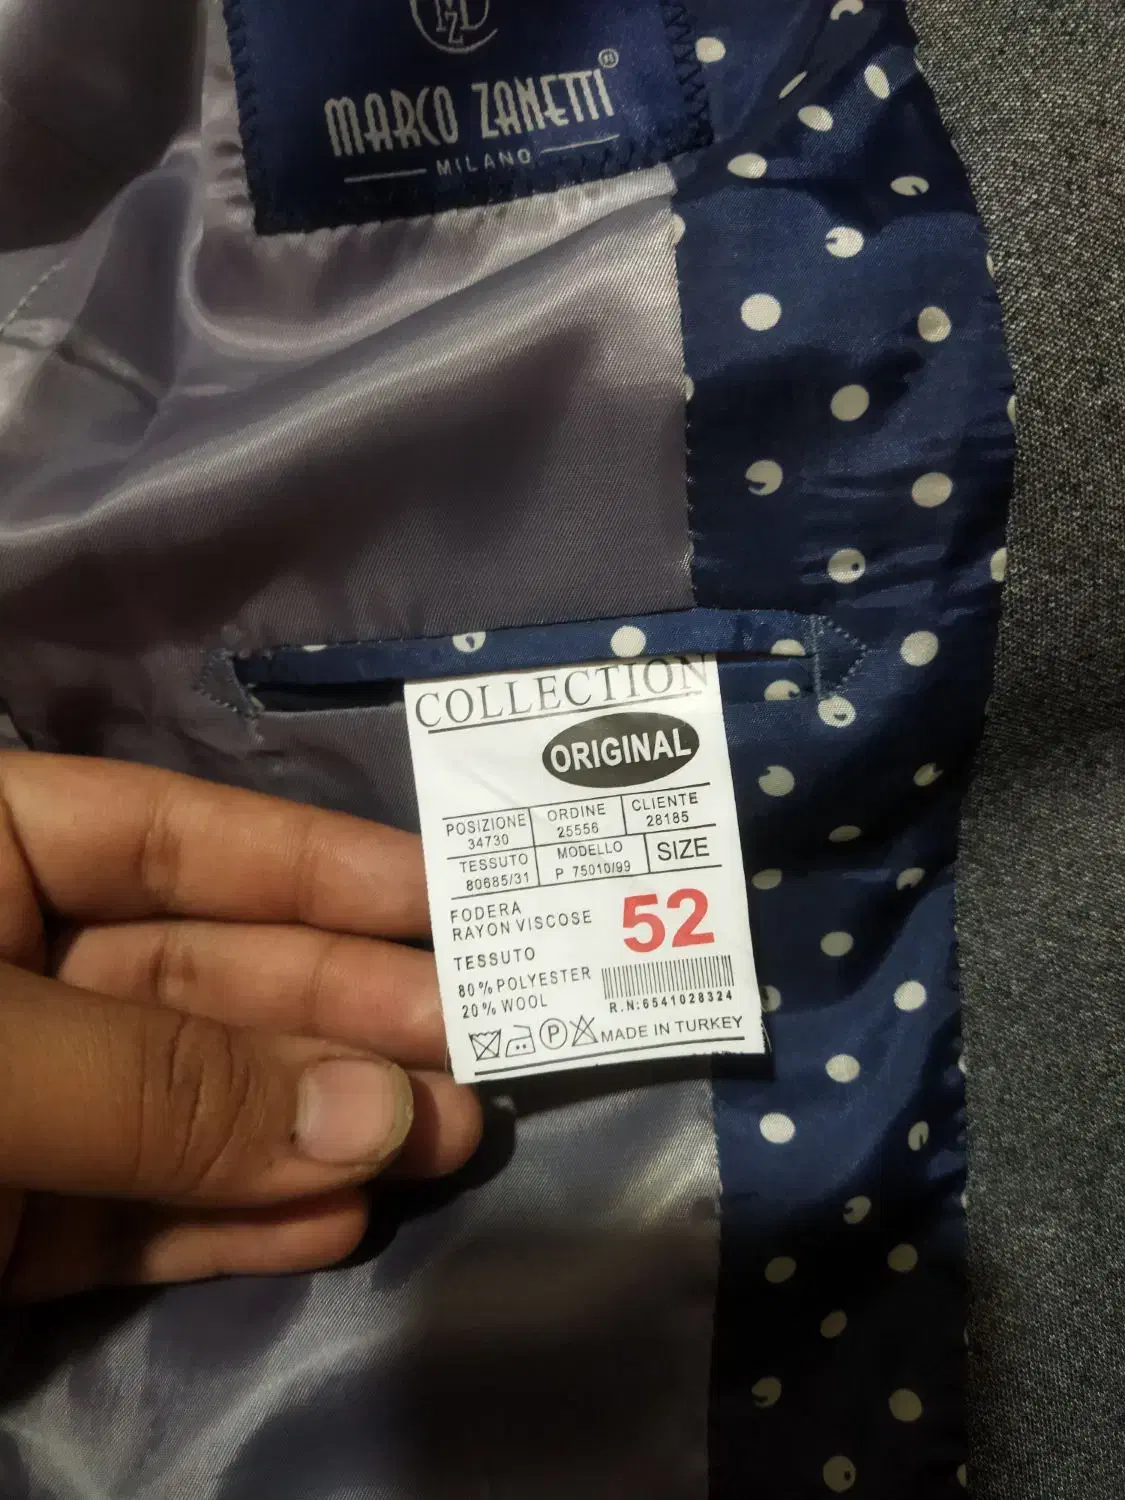 MARCO ZANETTI®
MILANO
COLLECTION
ORIGINAL
POSIZIONE ORDINE CLIENTE
34730 25556 28185
TESSUTO MODELLO SIZE
80685/31 P 75010/99
FODERA
RAYON VISCOSE 52
TESSUTO
80% POLYESTER
20% WOOL R.N:6541028324
P MADE IN TURKEY